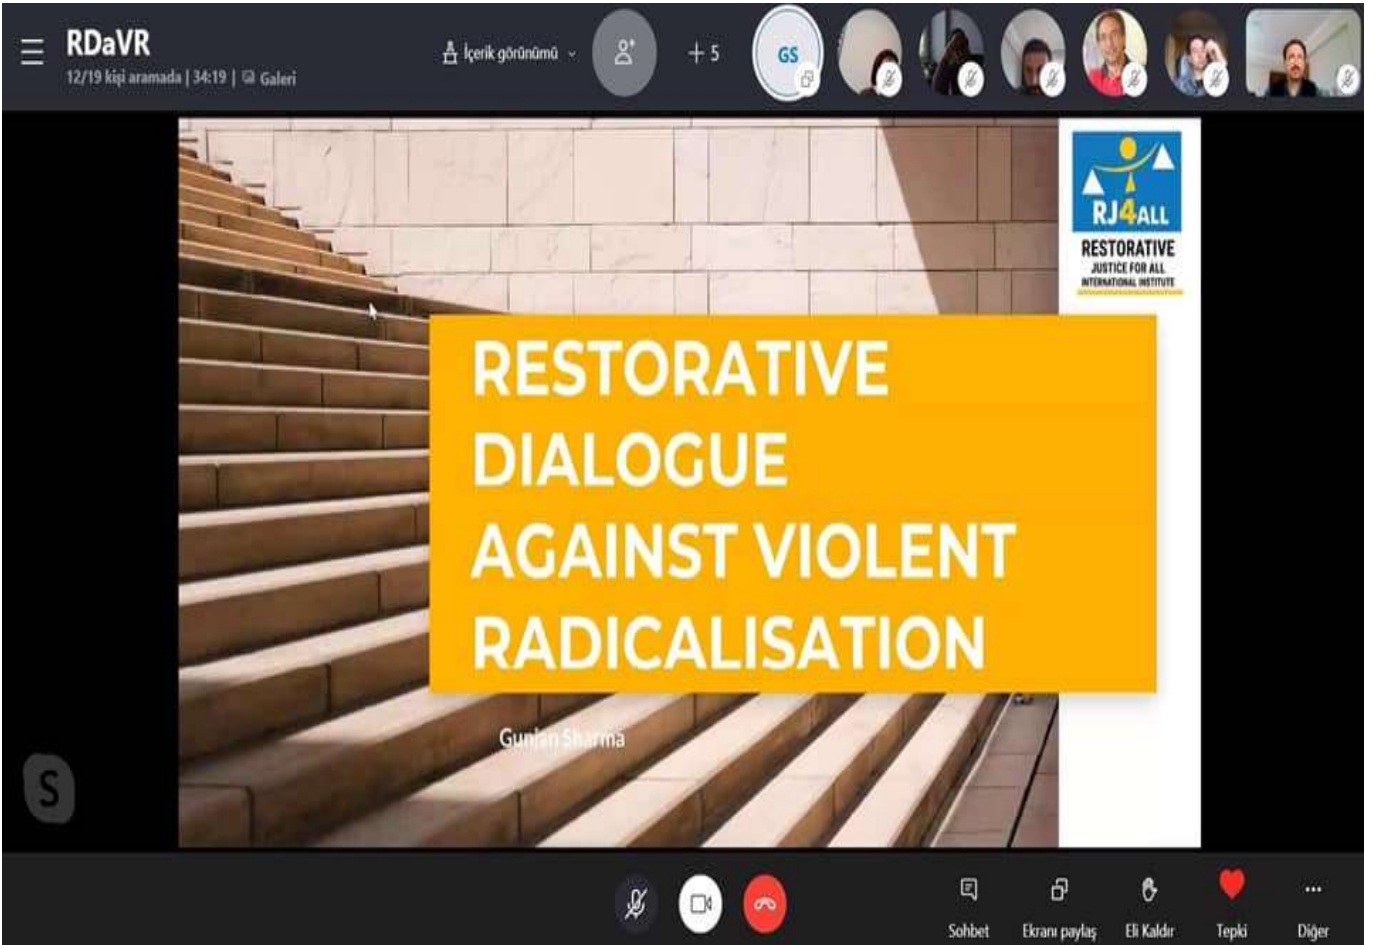 RDaVR
12/19 kişi aramada | 34:19 | Galeri
İçerik görünümü
+ 5
GS
RJ4ALL
RESTORATIVE
JUSTICE FOR ALL
INTERNATIONAL INSTITUTE
RESTORATIVE
DIALOGUE
AGAINST VIOLENT
RADICALISATION
Gunjan Sharma
S
Sohbet
Ekranı paylaş
Eli Kaldır
Tepki
Diğer